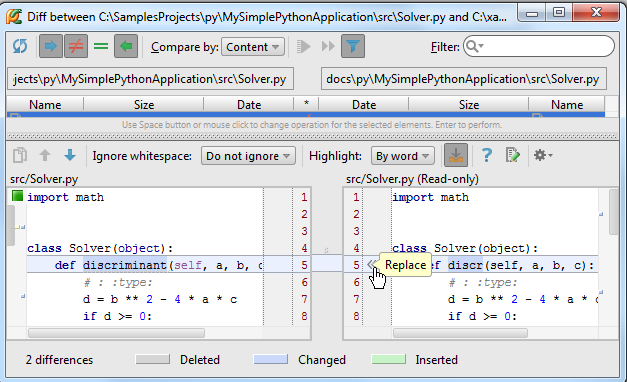 Diff between C:\SamplesProjects\py\MySimplePythonApplication\src\Solver.py and C:\xa...
Compare by: Content Filter:
jects\py\MySimplePythonApplication\src\Solver.py docs\py\MySimplePythonApplication\src\Solver.py
Name Size Date * Date Size Name
Use Space button or mouse click to change operation for the selected elements. Enter to perform.
Ignore whitespace: Do not ignore Highlight: By word ?
src/Solver.py src/Solver.py (Read-only)
import math 1 1 import math
2 2
3 3
class Solver(object): 4 4 class Solver(object):
def discriminant(self, a, b, c 5 5 Replace f discr(self, a, b, c):
# : :type: 6 6 # : :type:
d = b ** 2 - 4 * a * c 7 7 d = b ** 2 - 4 * a * c
if d >= 0: 8 8 if d >= 0:
2 differences Deleted Changed Inserted